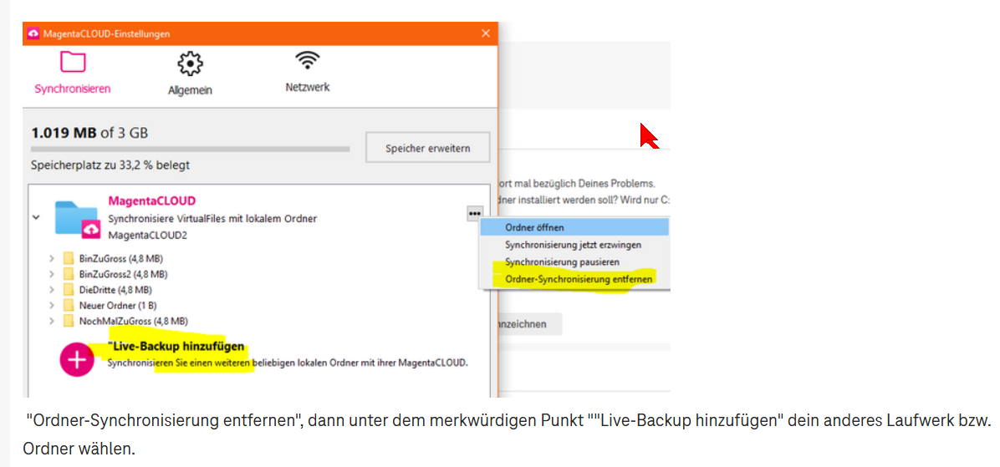 MagentaCLOUD-Einstellungen
Synchronisieren
Allgemein
Netzwerk
1.019 MB of 3 GB
Speicher erweitern
Speicherplatz zu 33,2 % belegt
MagentaCLOUD
Synchronisiere VirtualFiles mit lokalem Ordner
MagentaCLOUD2
BinZuGross (4,8 MB)
BinZuGross2 (4,8 MB)
DieDritte (4,8 MB)
Neuer Ordner (1 B)
NochMalZuGross (4,8 MB)
"Live-Backup hinzufügen
Synchronisieren Sie einen weiteren beliebigen lokalen Ordner mit ihrer MagentaCLOUD.
ort mal bezüglich Deines Problems.
dner installiert werden soll? Wird nur C:
Ordner öffnen
Synchronisierung jetzt erzwingen
Synchronisierung pausieren
Ordner-Synchronisierung entfernen
nnzeichnen
"Ordner-Synchronisierung entfernen", dann unter dem merkwürdigen Punkt ""Live-Backup hinzufügen" dein anderes Laufwerk bzw.
Ordner wählen.